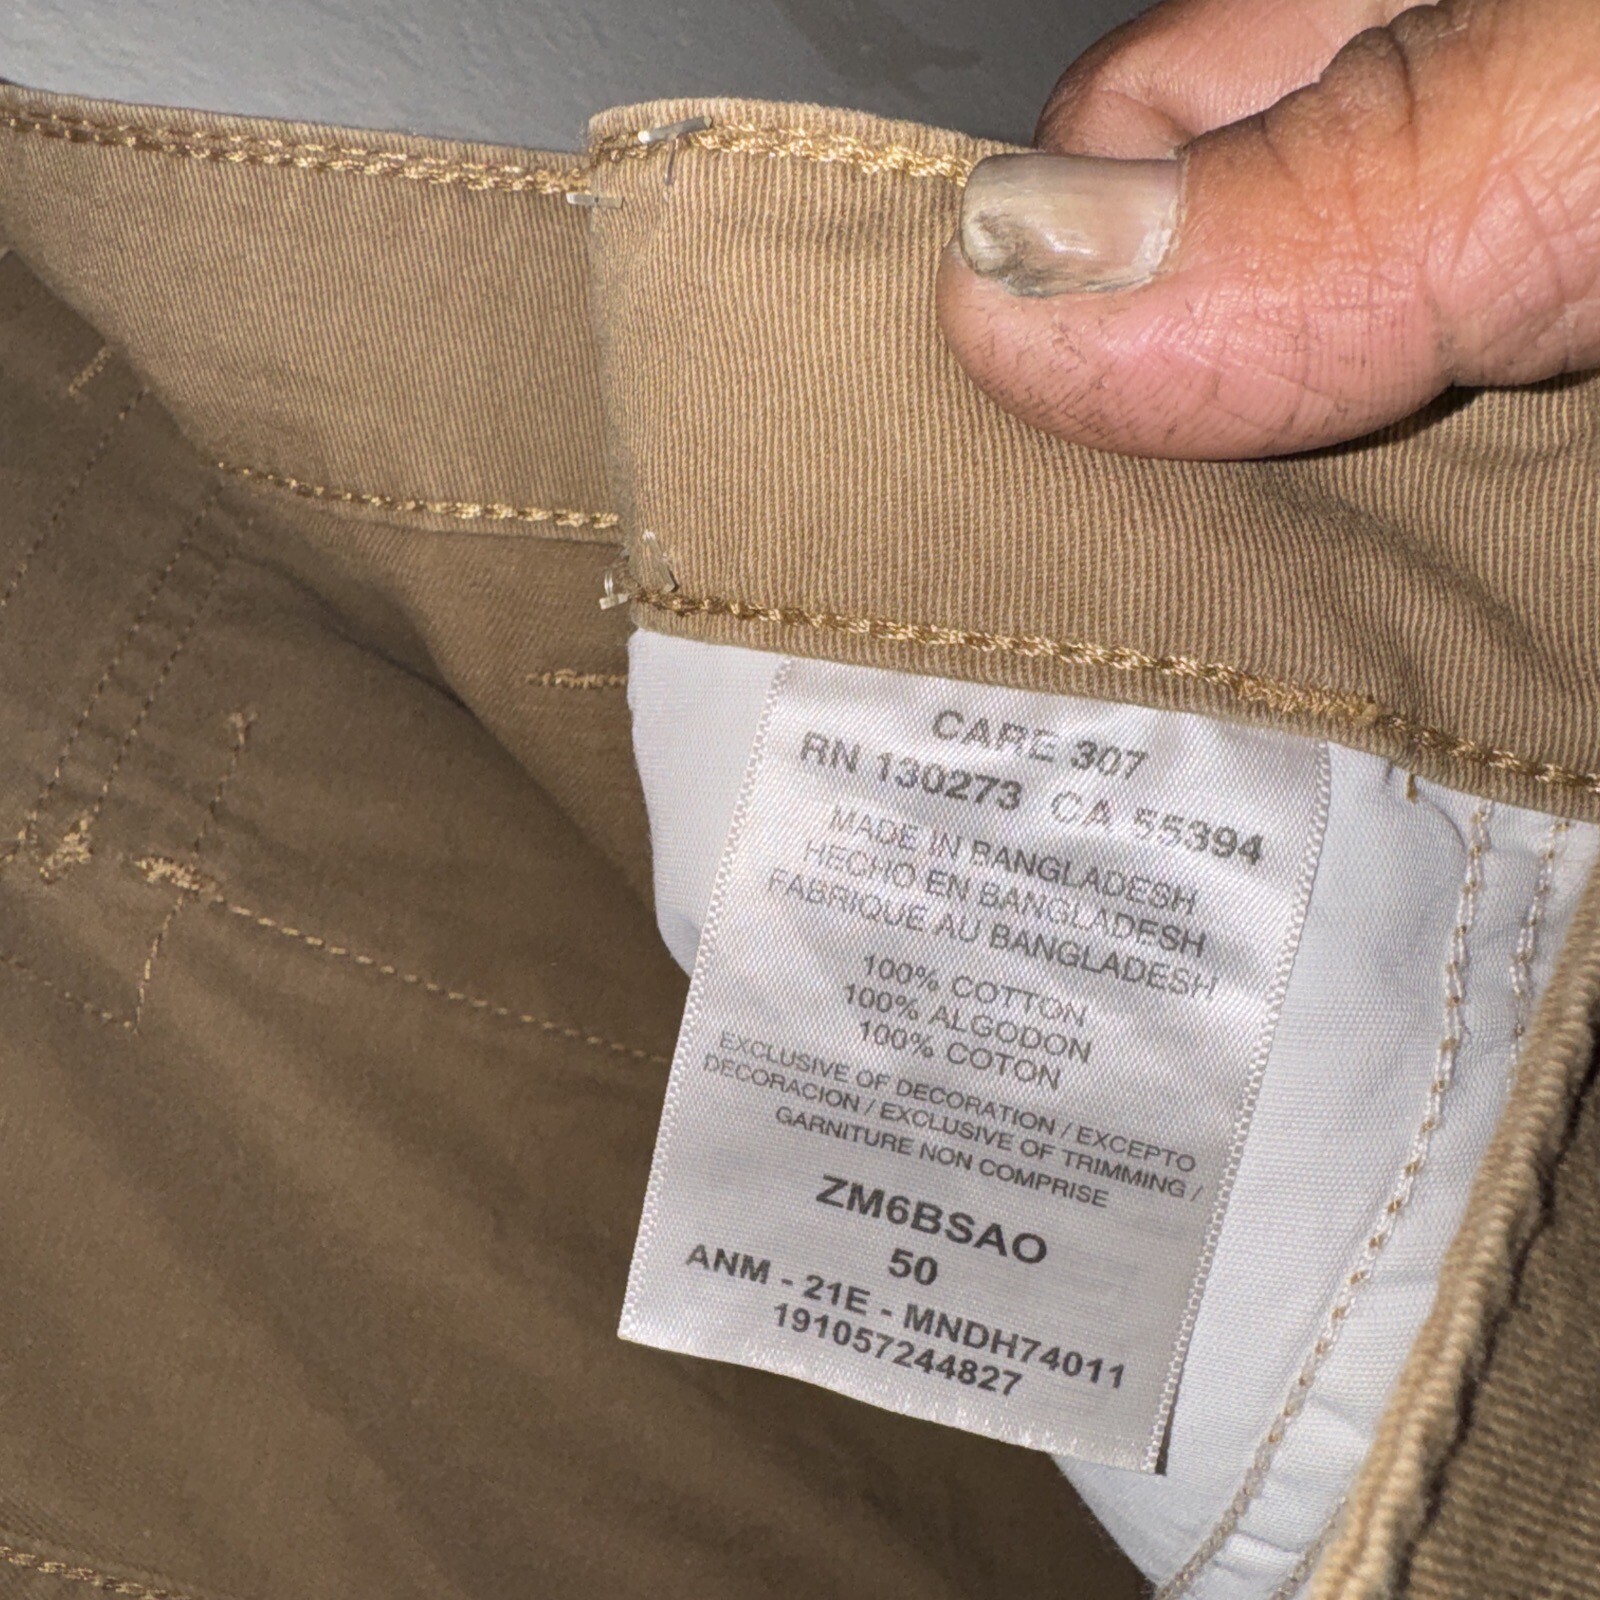 CARE 307
RN 130273 CA 55394
MADE IN BANGLADESH
HECHO EN BANGLADESH
FABRIQUE AU BANGLADESH
100% COTTON
100% ALGODON
100% COTON
EXCLUSIVE OF DECORATION / EXCEPTO
DECORACION / EXCLUSIVE OF TRIMMING /
GARNITURE NON COMPRISE
ZM6BSAO
50
ANM - 21E - MNDH74011
191057244827